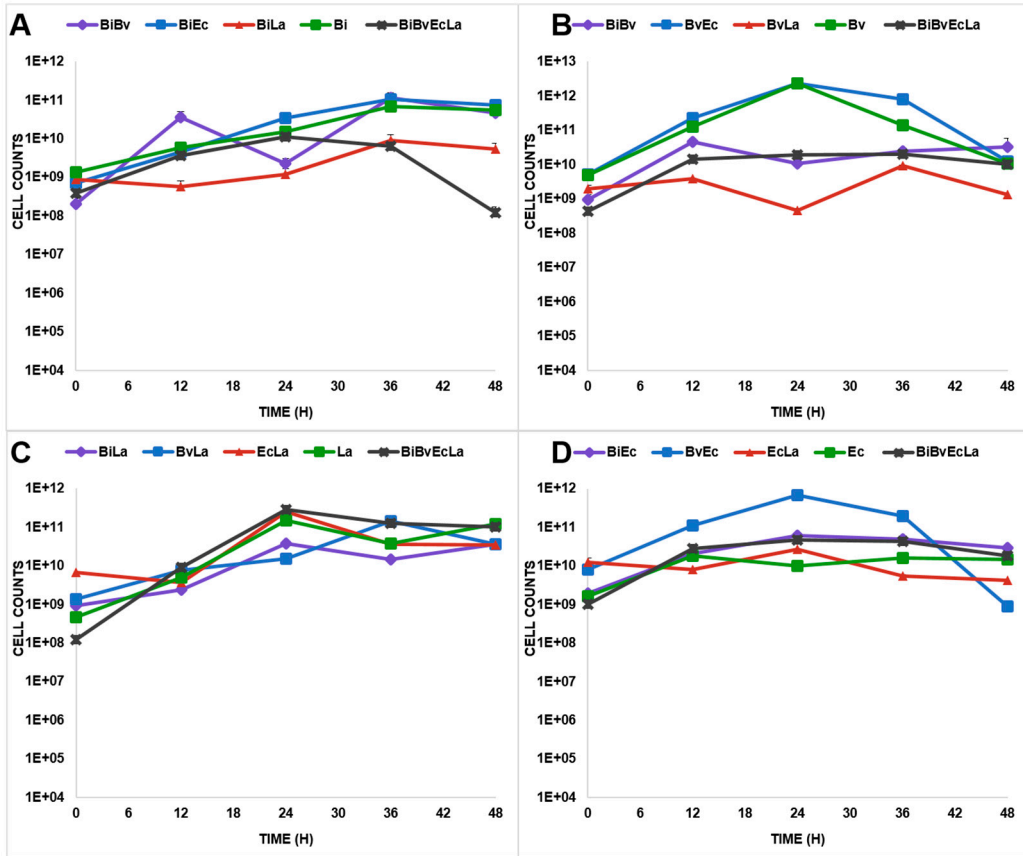 A
BiBv BiEc BiLa Bi BiBvEcLa
CELL COUNTS
1E+12
1E+11
1E+10
1E+09
1E+08
1E+07
1E+06
1E+05
1E+04
0 6 12 18 24 30 36 42 48
TIME (H)
B
BiBv BvEc BvLa Bv BiBvEcLa
CELL COUNTS
1E+13
1E+12
1E+11
1E+10
1E+09
1E+08
1E+07
1E+06
1E+05
1E+04
0 6 12 18 24 30 36 42 48
TIME (H)
C
BiLa BvLa EcLa La BiBvEcLa
CELL COUNTS
1E+12
1E+11
1E+10
1E+09
1E+08
1E+07
1E+06
1E+05
1E+04
0 6 12 18 24 30 36 42 48
TIME (H)
D
BiEc BvEc EcLa Ec BiBvEcLa
CELL COUNTS
1E+12
1E+11
1E+10
1E+09
1E+08
1E+07
1E+06
1E+05
1E+04
0 6 12 18 24 30 36 42 48
TIME (H)